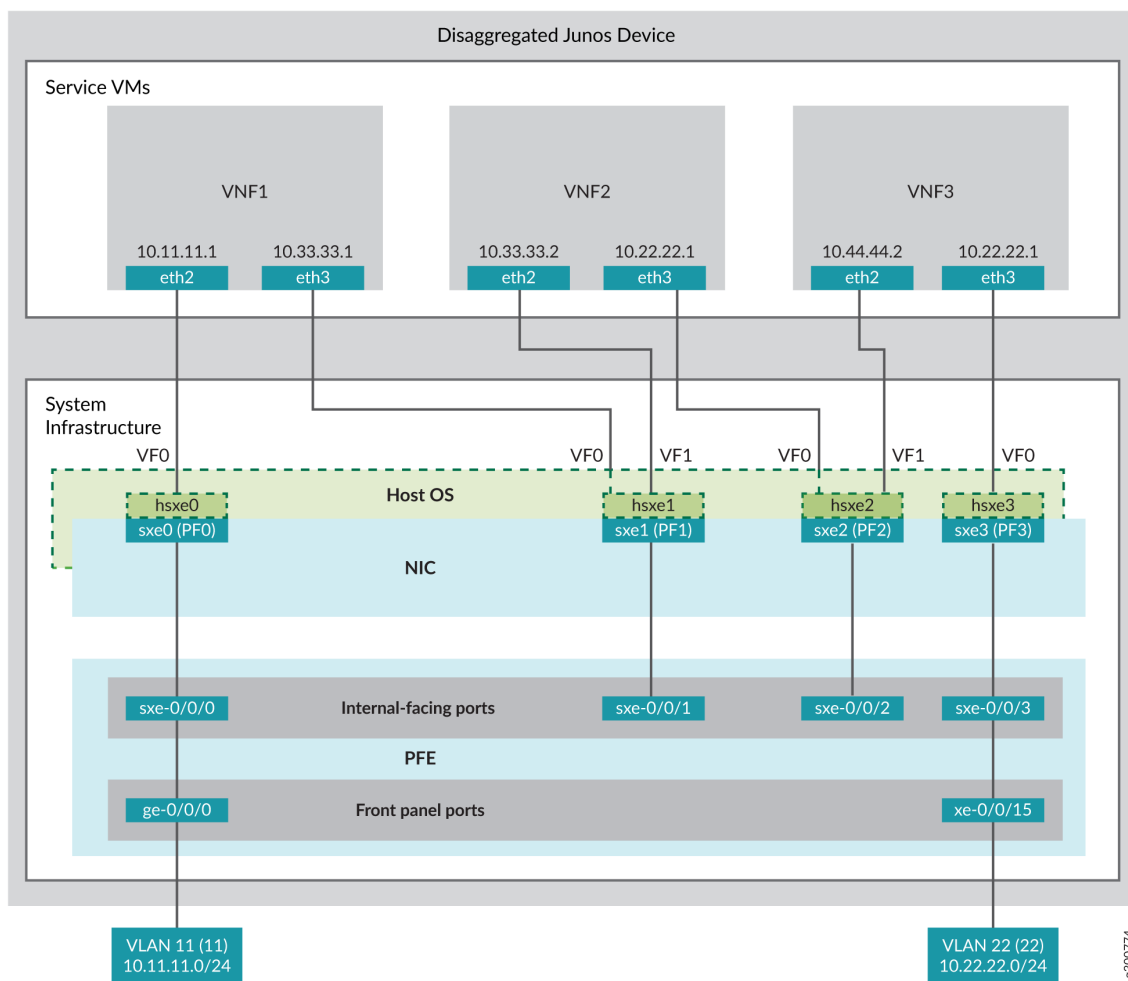 Disaggregated Junos Device
Service VMs
VNF1
VNF2
VNF3
10.11.11.1
10.33.33.1
10.33.33.2
10.22.22.1
10.44.44.2
10.22.22.1
eth2
eth3
eth2
eth3
eth2
eth3
System
Infrastructure
VF0
VF0
VF1
VF0
VF1
VF0
Host OS
hsxe0
hsxe1
hsxe2
hsxe3
sxe0 (PF0)
sxe1 (PF1)
sxe2 (PF2)
sxe3 (PF3)
NIC
sxe-0/0/0
Internal-facing ports
sxe-0/0/1
sxe-0/0/2
sxe-0/0/3
PFE
ge-0/0/0
Front panel ports
xe-0/0/15
VLAN 11 (11)
10.11.11.0/24
VLAN 22 (22)
10.22.22.0/24